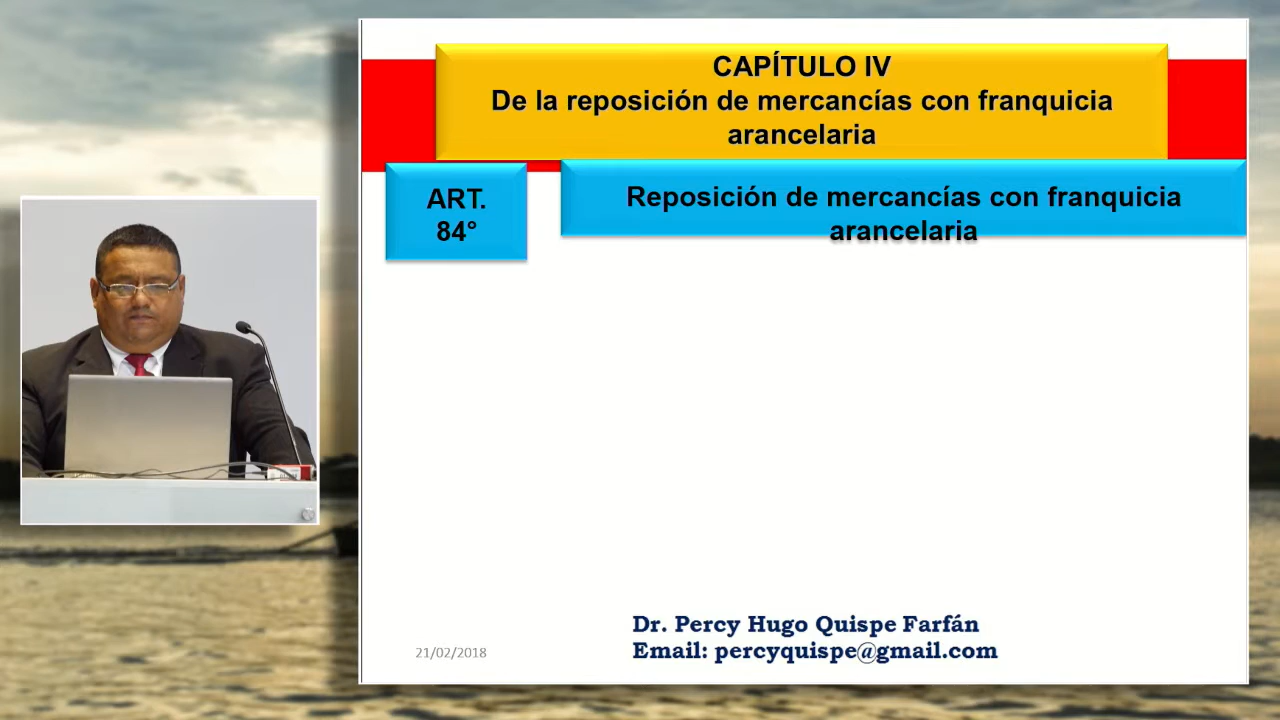 CAPÍTULO IV
De la reposición de mercancías con franquicia
arancelaria
ART.
84°
Reposición de mercancías con franquicia
arancelaria
Dr. Percy Hugo Quispe Farfán
Email: percyquispe@gmail.com
21/02/2018